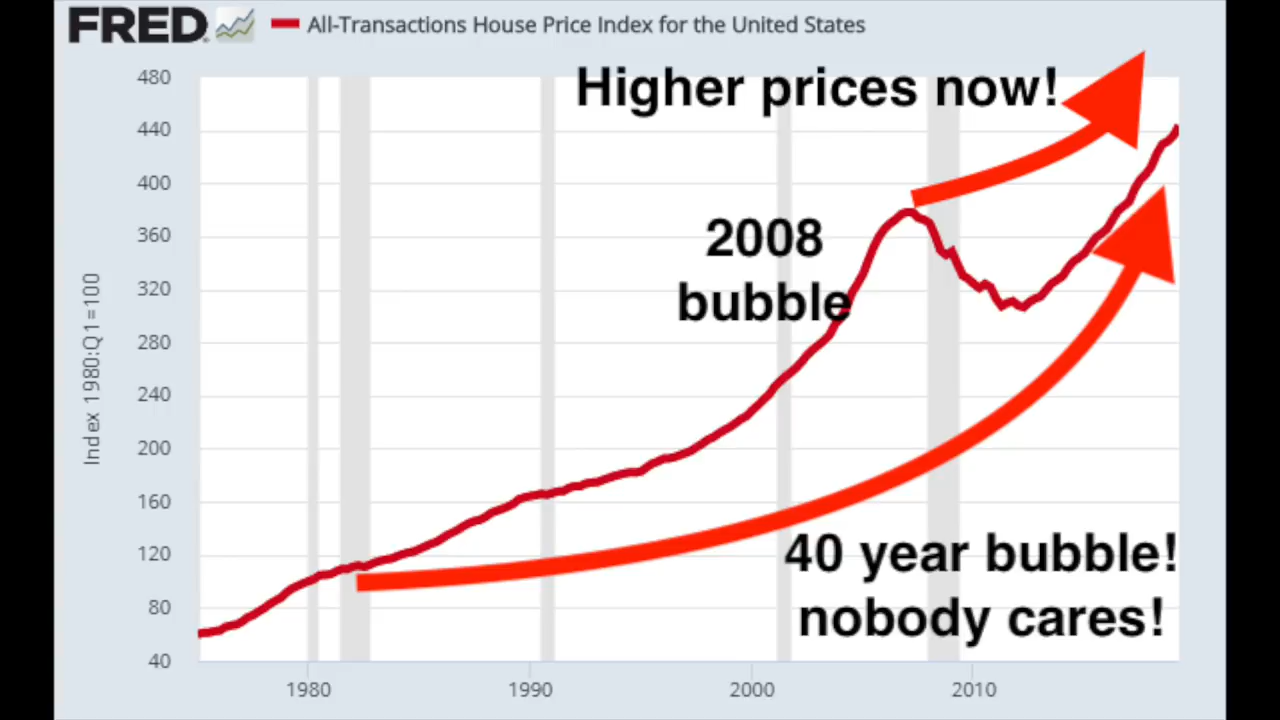 FRED
All-Transactions House Price Index for the United States
480
440
400
360
320
280
240
200
160
120
80
40
Index 1980:Q1=100
Higher prices now!
2008
bubble
40 year bubble!
nobody cares!
1980
1990
2000
2010